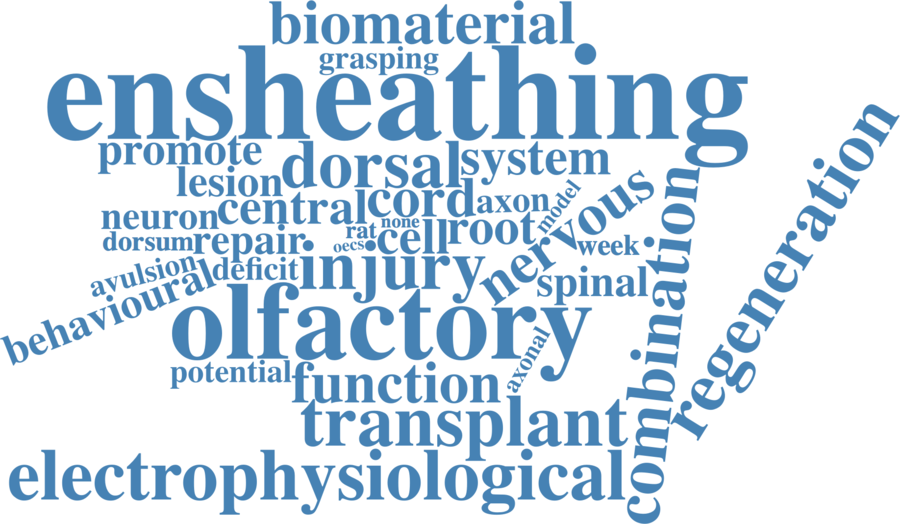 biomaterial
grasping
ensheathing
promote
dorsal
system
lesion
cord
axon
model
nervous
neuron
central
none
root
rat
cell
dorsum
repair
oecs
week
avulsion
deficit
injury
spinal
behavioural
combination
regeneration
olfactory
axonal
potential
function
transplant
electrophysiological